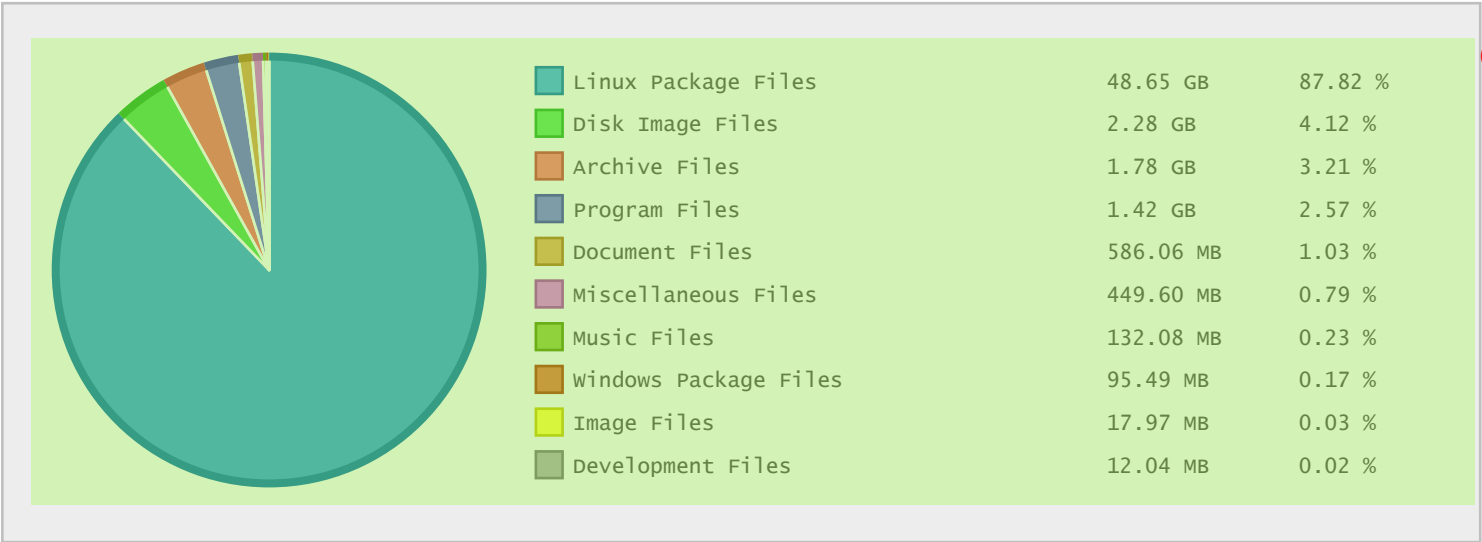 Linux Package Files 48.65 GB 87.82 %
Disk Image Files 2.28 GB 4.12 %
Archive Files 1.78 GB 3.21 %
Program Files 1.42 GB 2.57 %
Document Files 586.06 MB 1.03 %
Miscellaneous Files 449.60 MB 0.79 %
Music Files 132.08 MB 0.23 %
Windows Package Files 95.49 MB 0.17 %
Image Files 17.97 MB 0.03 %
Development Files 12.04 MB 0.02 %